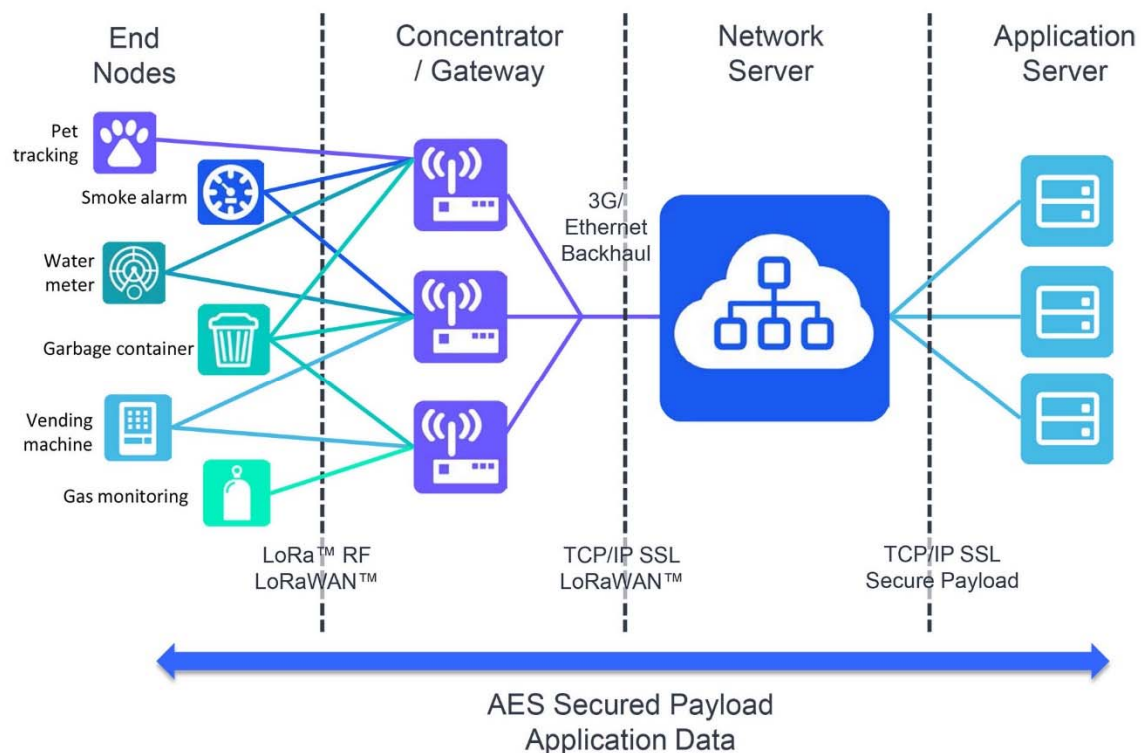 End
Nodes
Concentrator
/ Gateway
Network
Server
Application
Server
Pet
tracking
Smoke alarm
Water
meter
Garbage container
Vending
machine
Gas monitoring
3G/
Ethernet
Backhaul
LoRa™ RF
LoRaWAN™
TCP/IP SSL
LoRaWAN™
TCP/IP SSL
Secure Payload
AES Secured Payload
Application Data